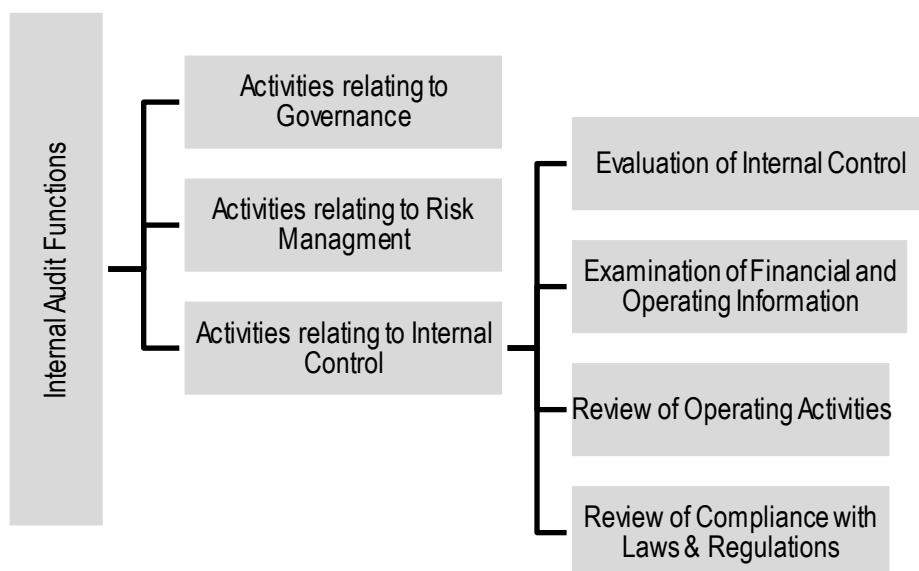 Internal Audit Functions
Activities relating to
Governance
Activities relating to Risk
Managment
Activities relating to Internal
Control
Evaluation of Internal Control
Examination of Financial and
Operating Information
Review of Operating Activities
Review of Compliance with
Laws & Regulations